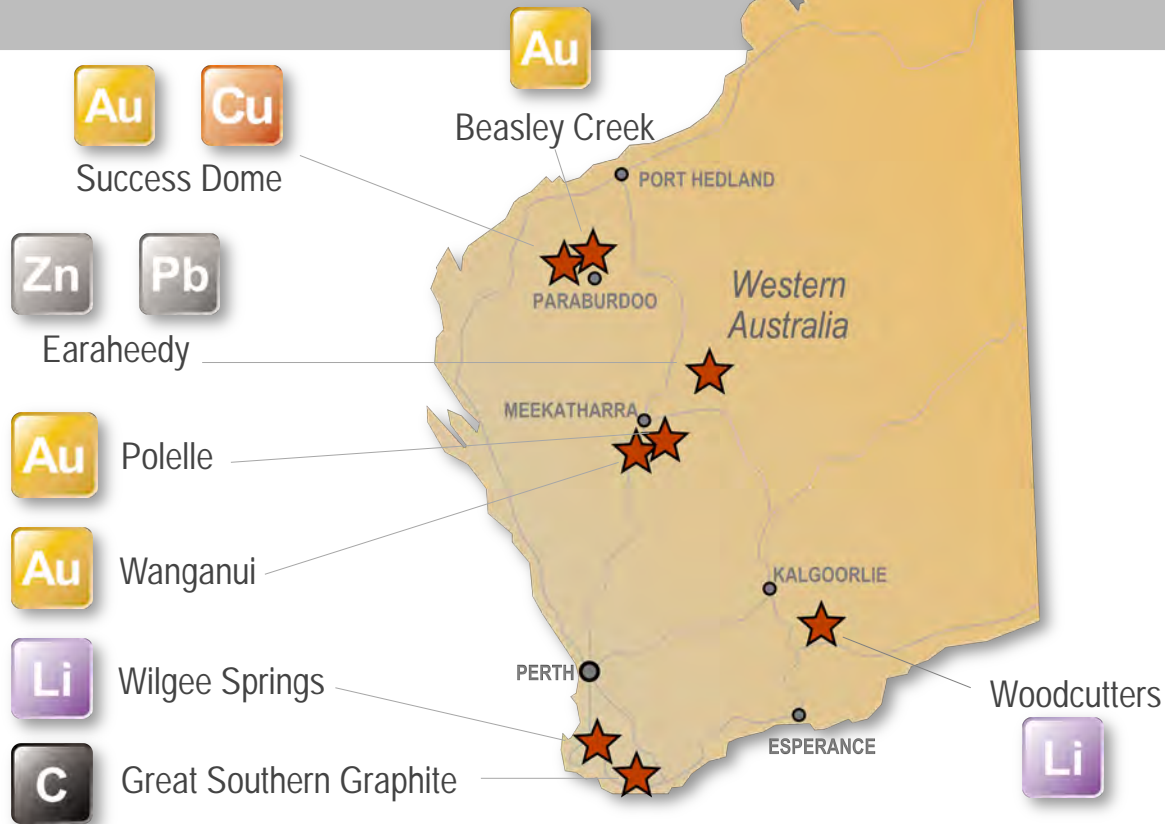 Au
Au Cu
Beasley Creek
Success Dome
PORT HEDLAND
Zn Pb
PARABURDOO
Western
Australia
Earaheedy
MEEKATHARRA
Au Polelle
Au Wanganui
KALGOORLIE
Li Wilgee Springs
PERTH
Woodcutters
ESPERANCE
Li
C Great Southern Graphite